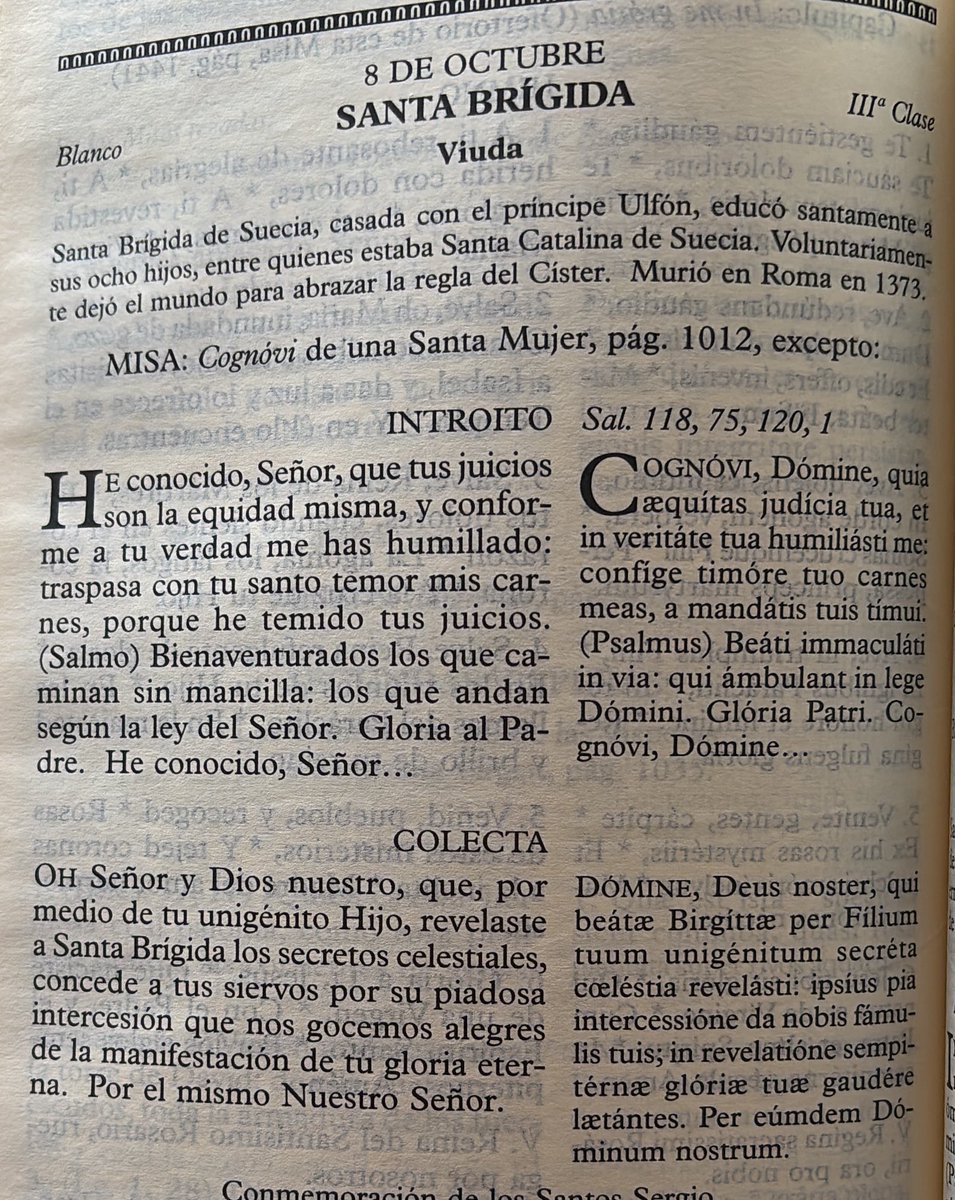 8 DE OCTUBRE
SANTA BRÍGIDA
Blanco
Viuda
IIIª Clase
Santa Brígida de Suecia, casada con el príncipe Ulfón, educó santamente a
sus ocho hijos, entre quienes estaba Santa Catalina de Suecia. Voluntariamen-
te dejó el mundo para abrazar la regla del Císter. Murió en Roma en 1373.
MISA: Cognóvi de una Santa Mujer, pág. 1012, excepto:
INTROITO
HE conocido, Señor, que tus juicios
son la equidad misma, y confor-
me a tu verdad me has humillado:
traspasa con tu santo temor mis car-
nes, porque he temido tus juicios.
(Salmo) Bienaventurados los que ca-
minan sin mancilla: los que andan
según la ley del Señor. Gloria al Pa-
dre. He conocido, Señor...
Sal. 118, 75, 120, 1
COGNÓVI, Dómine, quia
æquítas judícia tua, et
in veritáte tua humiliásti me:
confíge timóre tuo carnes
meas, a mandátis tuis tímui.
(Psalmus) Beáti immaculáti
in via: qui ámbulant in lege
Dómini. Glória Patri. Co-
gnóvi, Dómine...
COLECTA
OH Señor y Dios nuestro, que, por
medio de tu unigénito Hijo, revelaste
a Santa Brígida los secretos celestiales,
concede a tus siervos por su piadosa
intercesión que nos gocemos alegres
de la manifestación de tu gloria eter-
na. Por el mismo Nuestro Señor.
DÓMINE, Deus noster, qui
beátæ Birgíttæ per Fílium
tuum unigénitum secréta
cœléstia revelásti: ipsíus pia
intercessióne da nobis fámu-
lis tuis; in revelatióne sempi-
térnæ glóriæ tuæ gaudére
lætántes. Per eúmdem Dó-
minum nostrum.
Conmemoración de los Santos Sergio